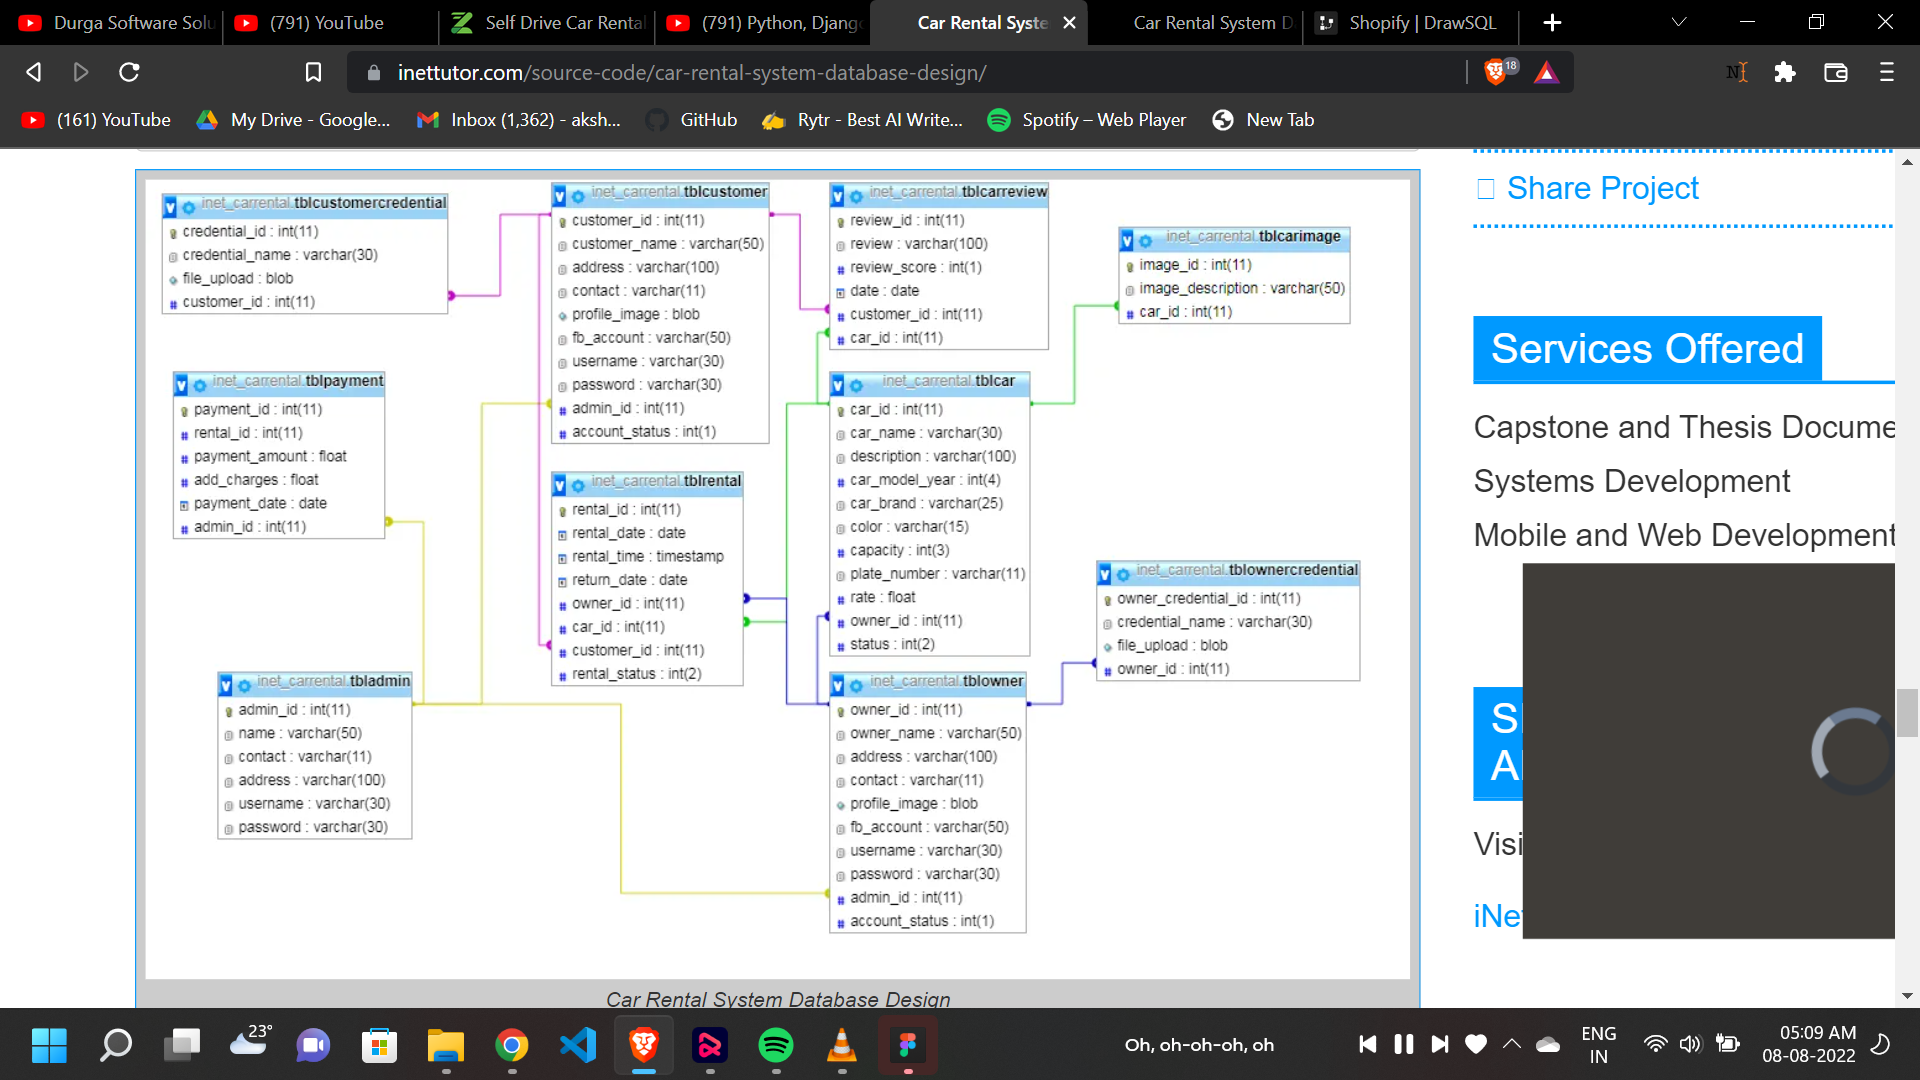 Durga Software Solu
(791) YouTube
Self Drive Car Rental
(791) Python, Djang
Car Rental Syste
Car Rental System D
Shopify | DrawSQL
inettutor.com/source-code/car-rental-system-database-design/
18
(161) YouTube
My Drive - Google...
Inbox (1,362) - aksh...
GitHub
Rytr - Best AI Write...
Spotify – Web Player
New Tab
inet_carrental.tblcustomercredential
credential_id : int(11)
credential_name : varchar(30)
file_upload : blob
customer_id : int(11)
inet_carrental.tblcustomer
customer_id : int(11)
customer_name : varchar(50)
address : varchar(100)
contact : varchar(11)
profile_image : blob
fb_account : varchar(50)
username : varchar(30)
password : varchar(30)
admin_id : int(11)
account_status : int(1)
inet_carrental.tblcarreview
review_id : int(11)
review : varchar(100)
review_score : int(1)
date : date
customer_id : int(11)
car_id : int(11)
inet_carrental.tblcarimage
image_id : int(11)
image_description : varchar(50)
car_id : int(11)
inet_carrental.tblpayment
payment_id : int(11)
rental_id : int(11)
payment_amount : float
add_charges : float
payment_date : date
admin_id : int(11)
inet_carrental.tblrental
rental_id : int(11)
rental_date : date
rental_time : timestamp
return_date : date
owner_id : int(11)
car_id : int(11)
customer_id : int(11)
rental_status : int(2)
inet_carrental.tblcar
car_id : int(11)
car_name : varchar(30)
description : varchar(100)
car_model_year : int(4)
car_brand : varchar(25)
color : varchar(15)
capacity : int(3)
plate_number : varchar(11)
rate : float
owner_id : int(11)
status : int(2)
inet_carrental.tblownercredential
owner_credential_id : int(11)
credential_name : varchar(30)
file_upload : blob
owner_id : int(11)
inet_carrental.tbladmin
admin_id : int(11)
name : varchar(50)
contact : varchar(11)
address : varchar(100)
username : varchar(30)
password : varchar(30)
inet_carrental.tblowner
owner_id : int(11)
owner_name : varchar(50)
address : varchar(100)
contact : varchar(11)
profile_image : blob
fb_account : varchar(50)
username : varchar(30)
password : varchar(30)
admin_id : int(11)
account_status : int(1)
Car Rental System Database Design
Share Project
Services Offered
Capstone and Thesis Docume
Systems Development
Mobile and Web Development
S
A
Visi
iNe
23°
Oh, oh-oh-oh, oh
ENG
IN
05:09 AM
08-08-2022